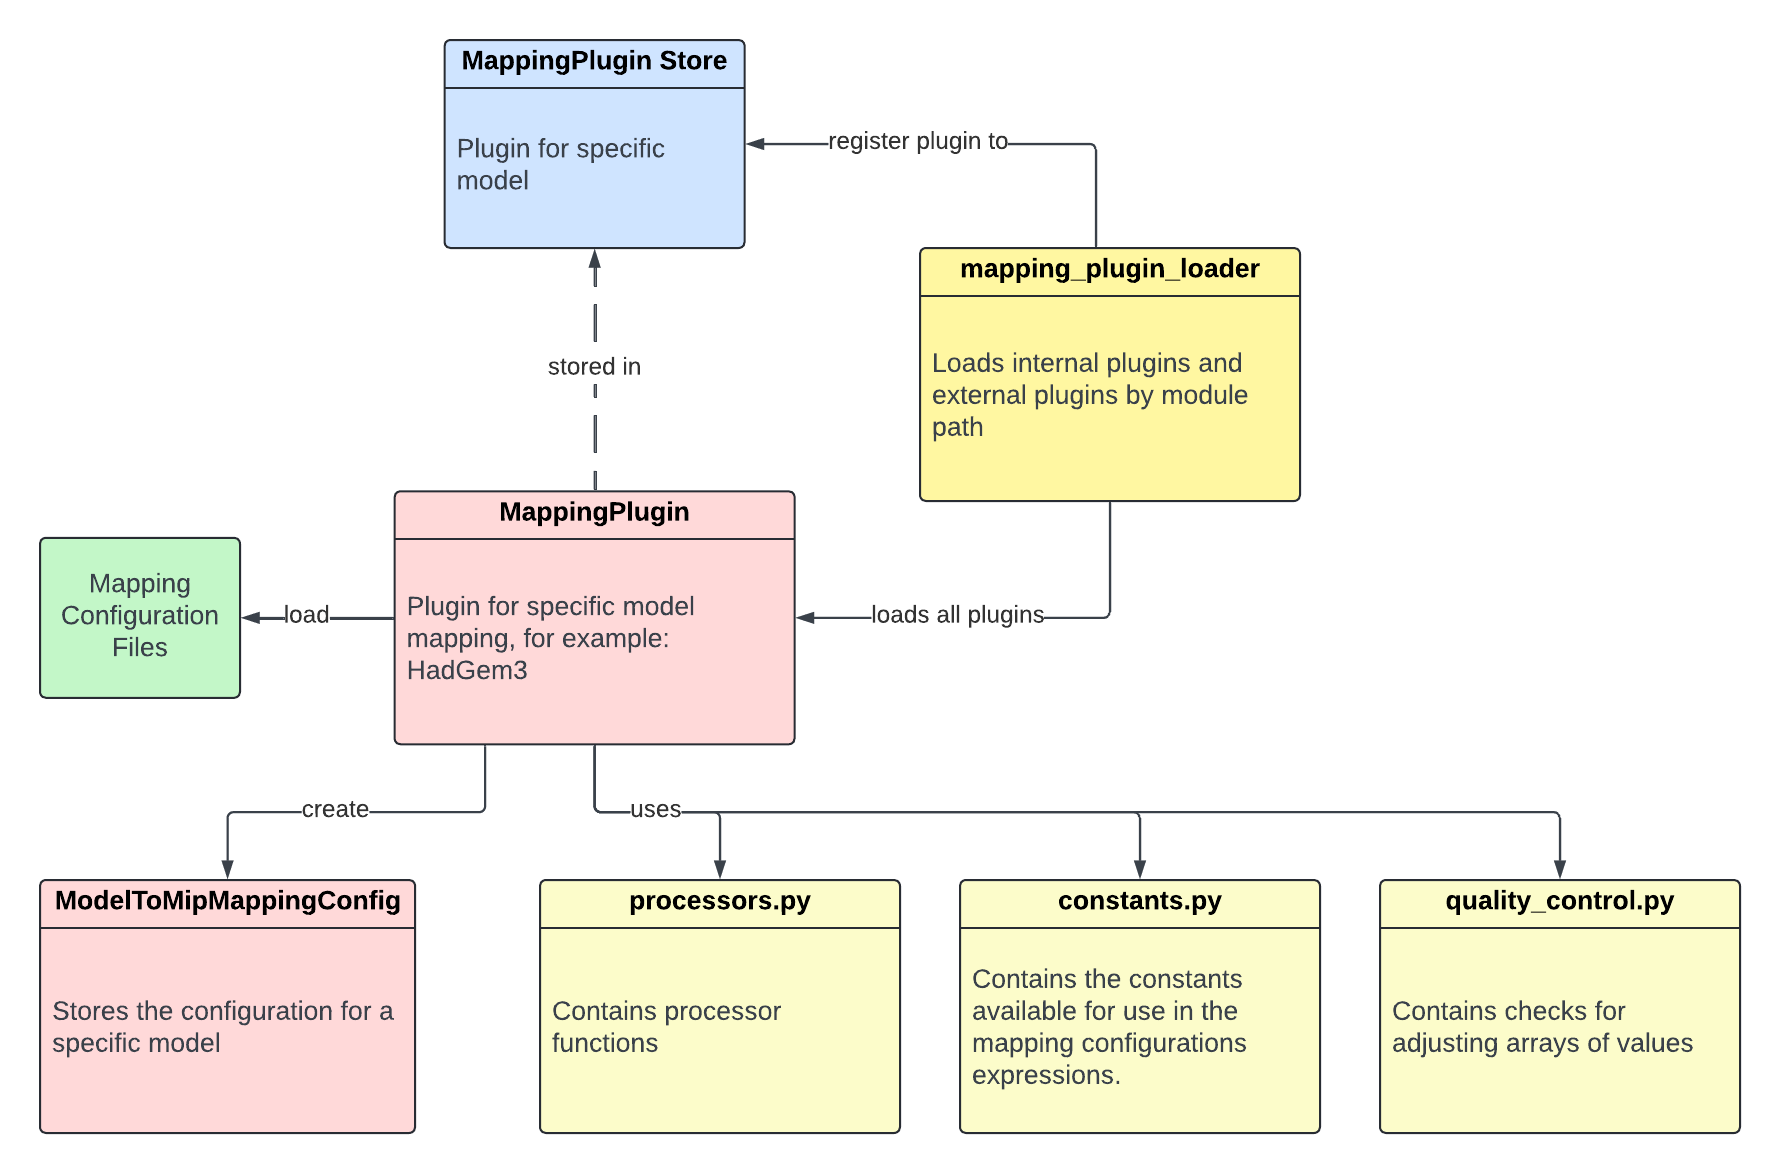 MappingPlugin Store
Plugin for specific
model
register plugin to
mapping_plugin_loader
Loads internal plugins and
external plugins by module
path
stored in
MappingPlugin
Plugin for specific model
mapping, for example:
HadGem3
Mapping
Configuration
Files
load
loads all plugins
create
uses
ModelToMipMappingConfig
Stores the configuration for a
specific model
processors.py
Contains processor
functions
constants.py
Contains the constants
available for use in the
mapping configurations
expressions.
quality_control.py
Contains checks for
adjusting arrays of values